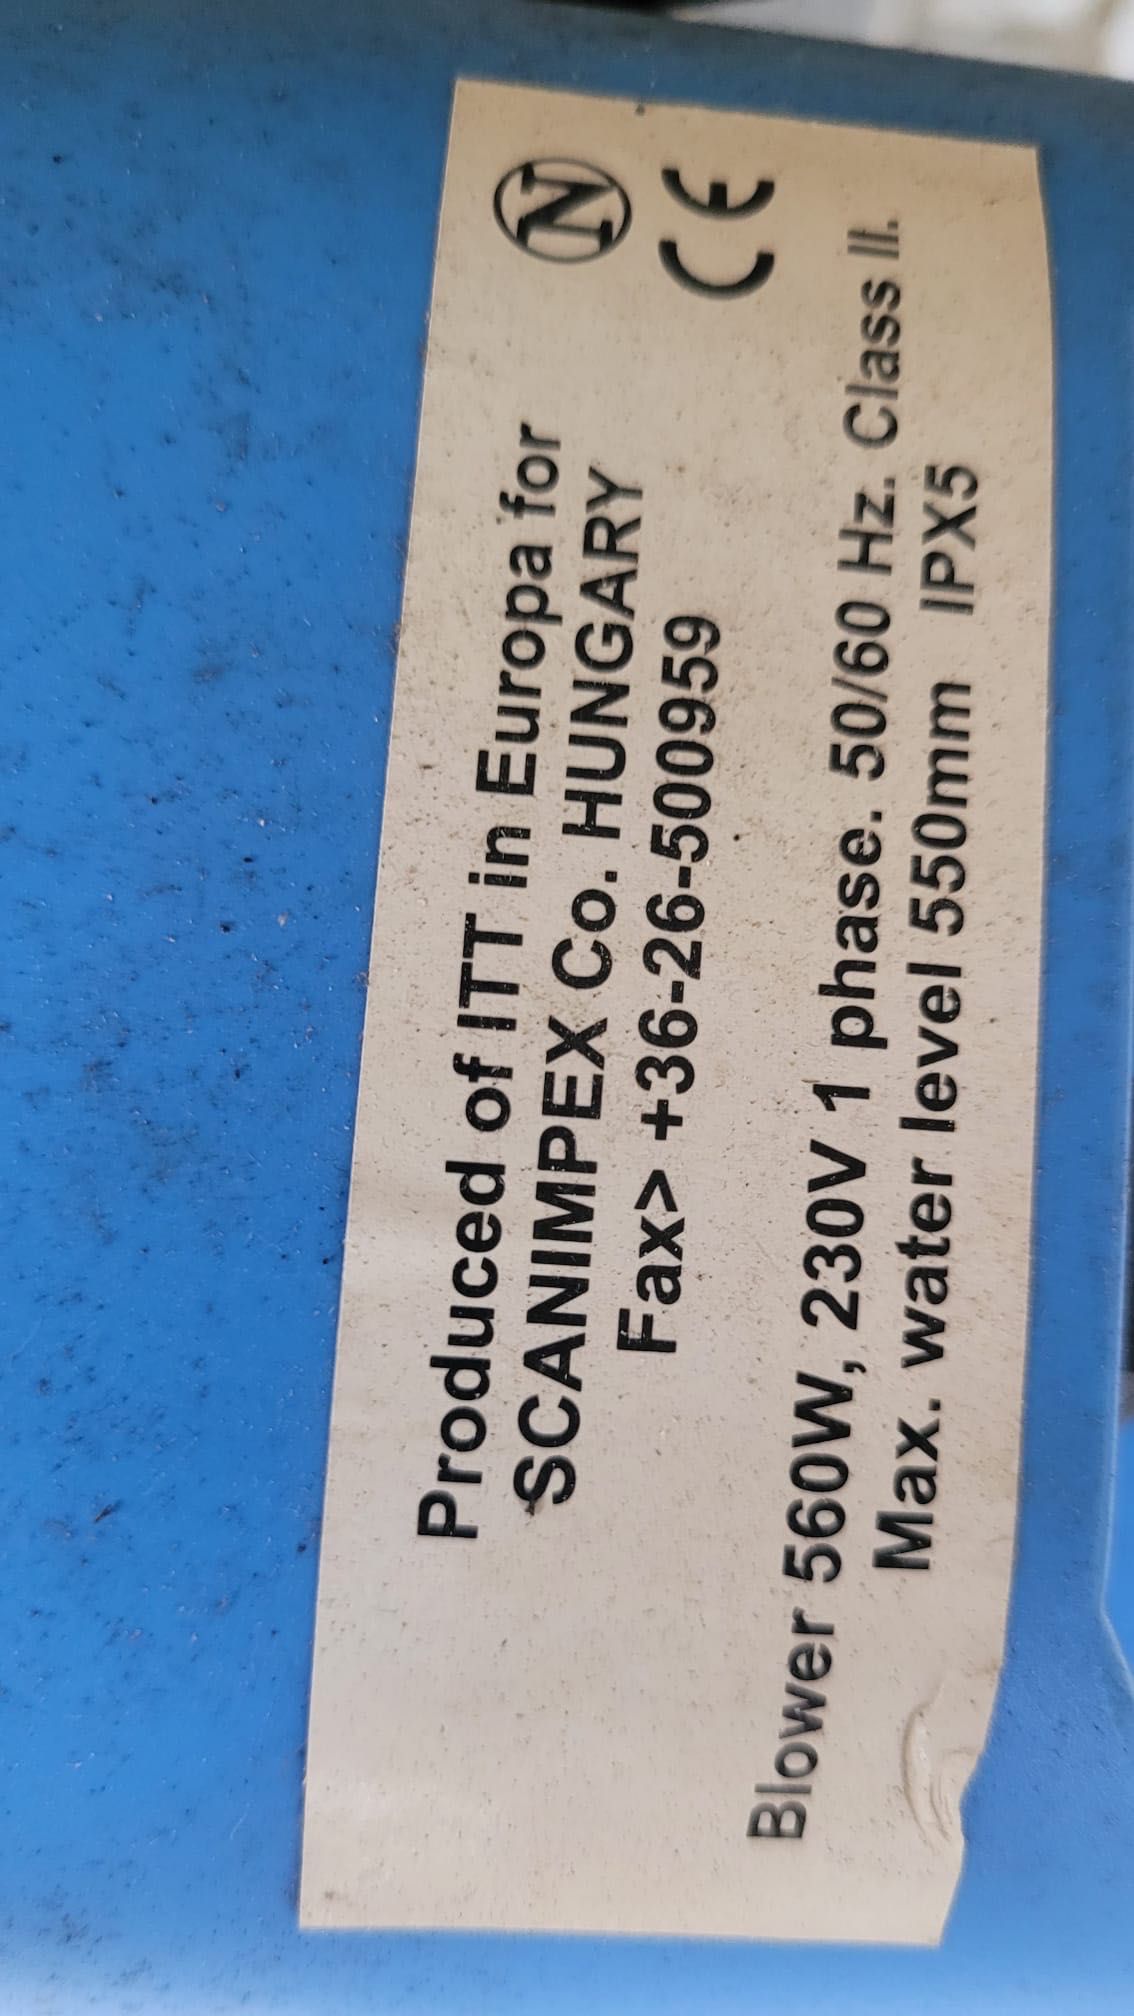 Produced of ITT in Europa for
SCANIMPEX Co. HUNGARY
Fax> +36-26-500959
N
CE
Blower 560W, 230V 1 phase. 50/60 Hz. Class II.
Max. water level 550mm IPX5